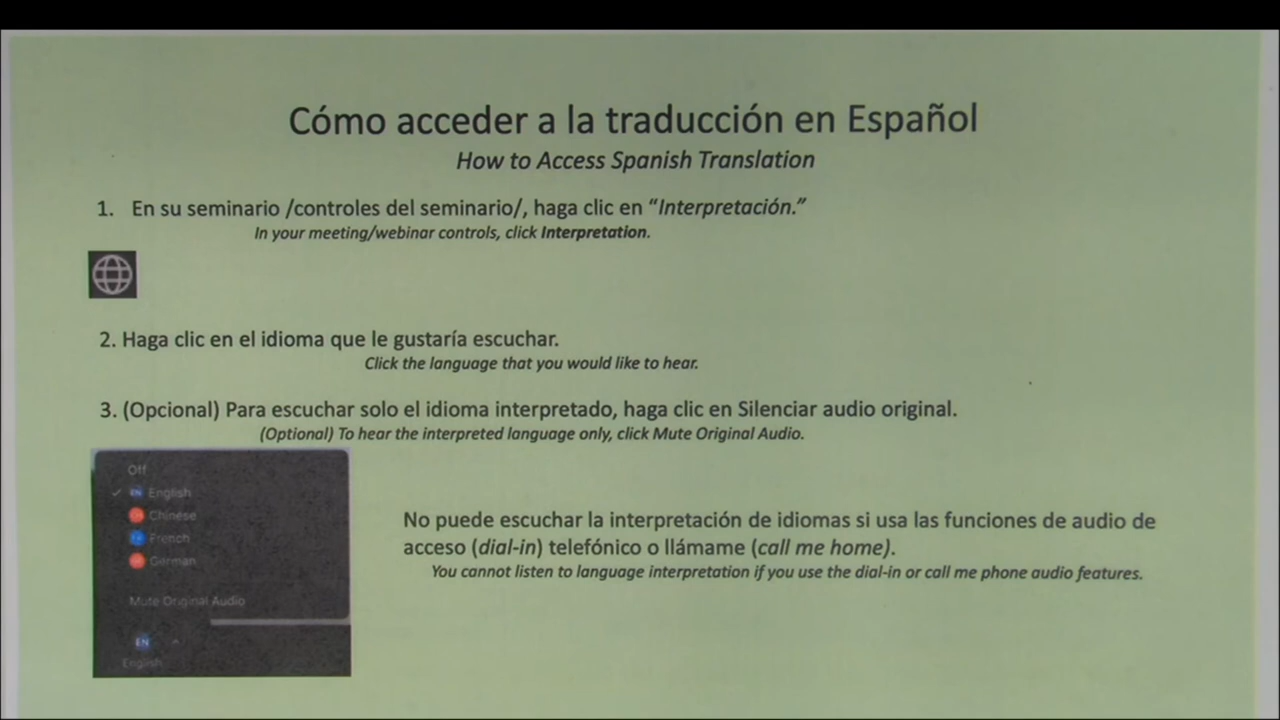 Cómo acceder a la traducción en Español
How to Access Spanish Translation
1. En su seminario /controles del seminario/, haga clic en “Interpretación.”
In your meeting/webinar controls, click Interpretation.
2. Haga clic en el idioma que le gustaría escuchar.
Click the language that you would like to hear.
3. (Opcional) Para escuchar solo el idioma interpretado, haga clic en Silenciar audio original.
(Optional) To hear the interpreted language only, click Mute Original Audio.
Off
EN English
Chinese
French
German
Mute Original Audio
EN
English
No puede escuchar la interpretación de idiomas si usa las funciones de audio de
acceso (dial-in) telefónico o llámame (call me home).
You cannot listen to language interpretation if you use the dial-in or call me phone audio features.